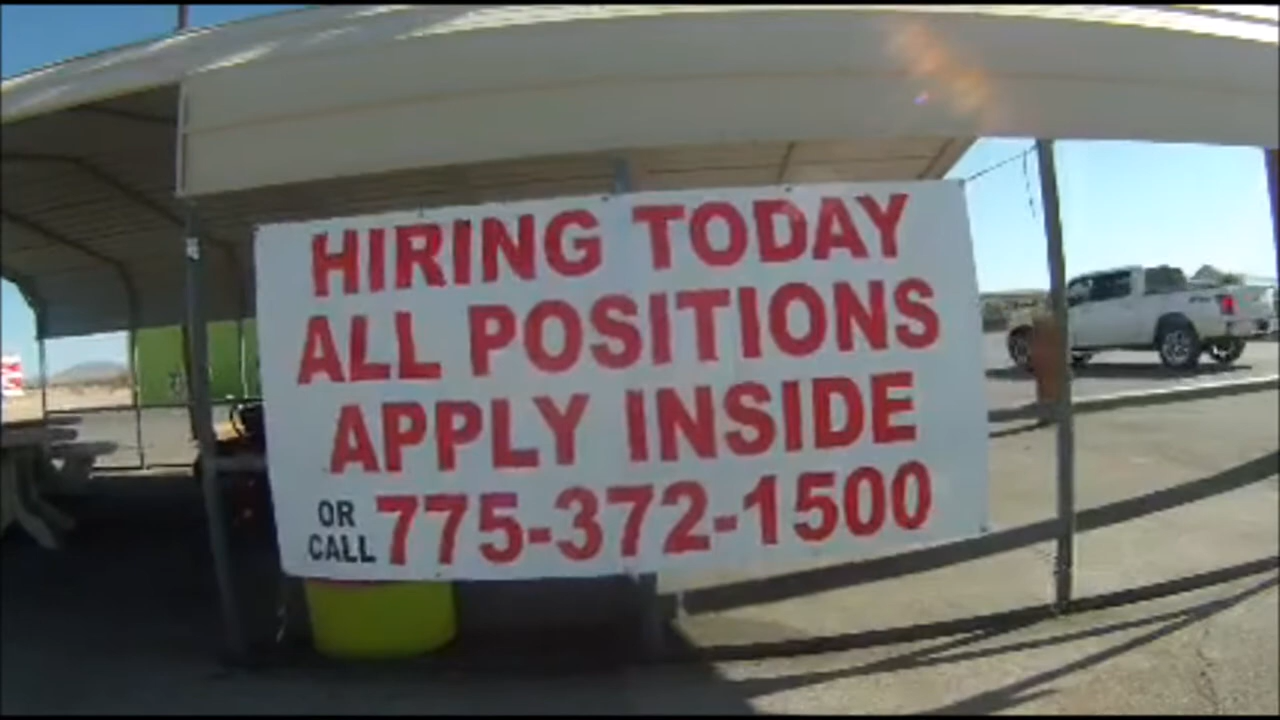 HIRING TODAY
ALL POSITIONS
APPLY INSIDE
OR
CALL 775-372-1500